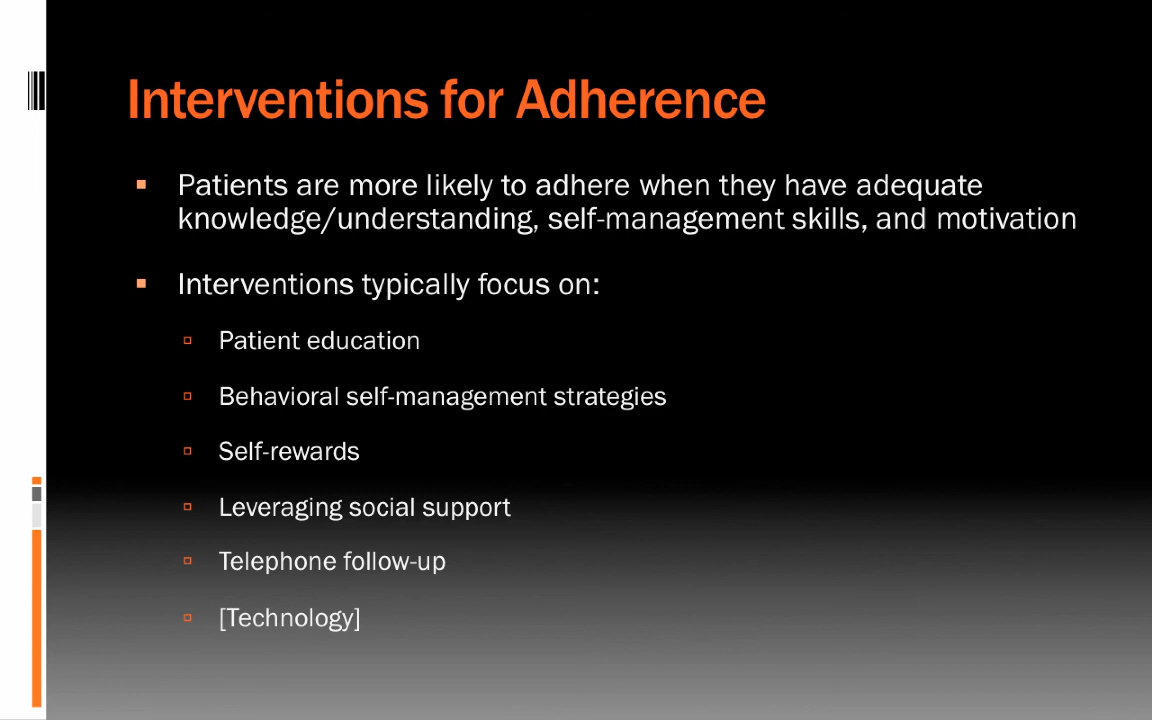 Interventions for Adherence
Patients are more likely to adhere when they have adequate
knowledge/understanding, self-management skills, and motivation
Interventions typically focus on:
Patient education
Behavioral self-management strategies
Self-rewards
Leveraging social support
Telephone follow-up
[Technology]